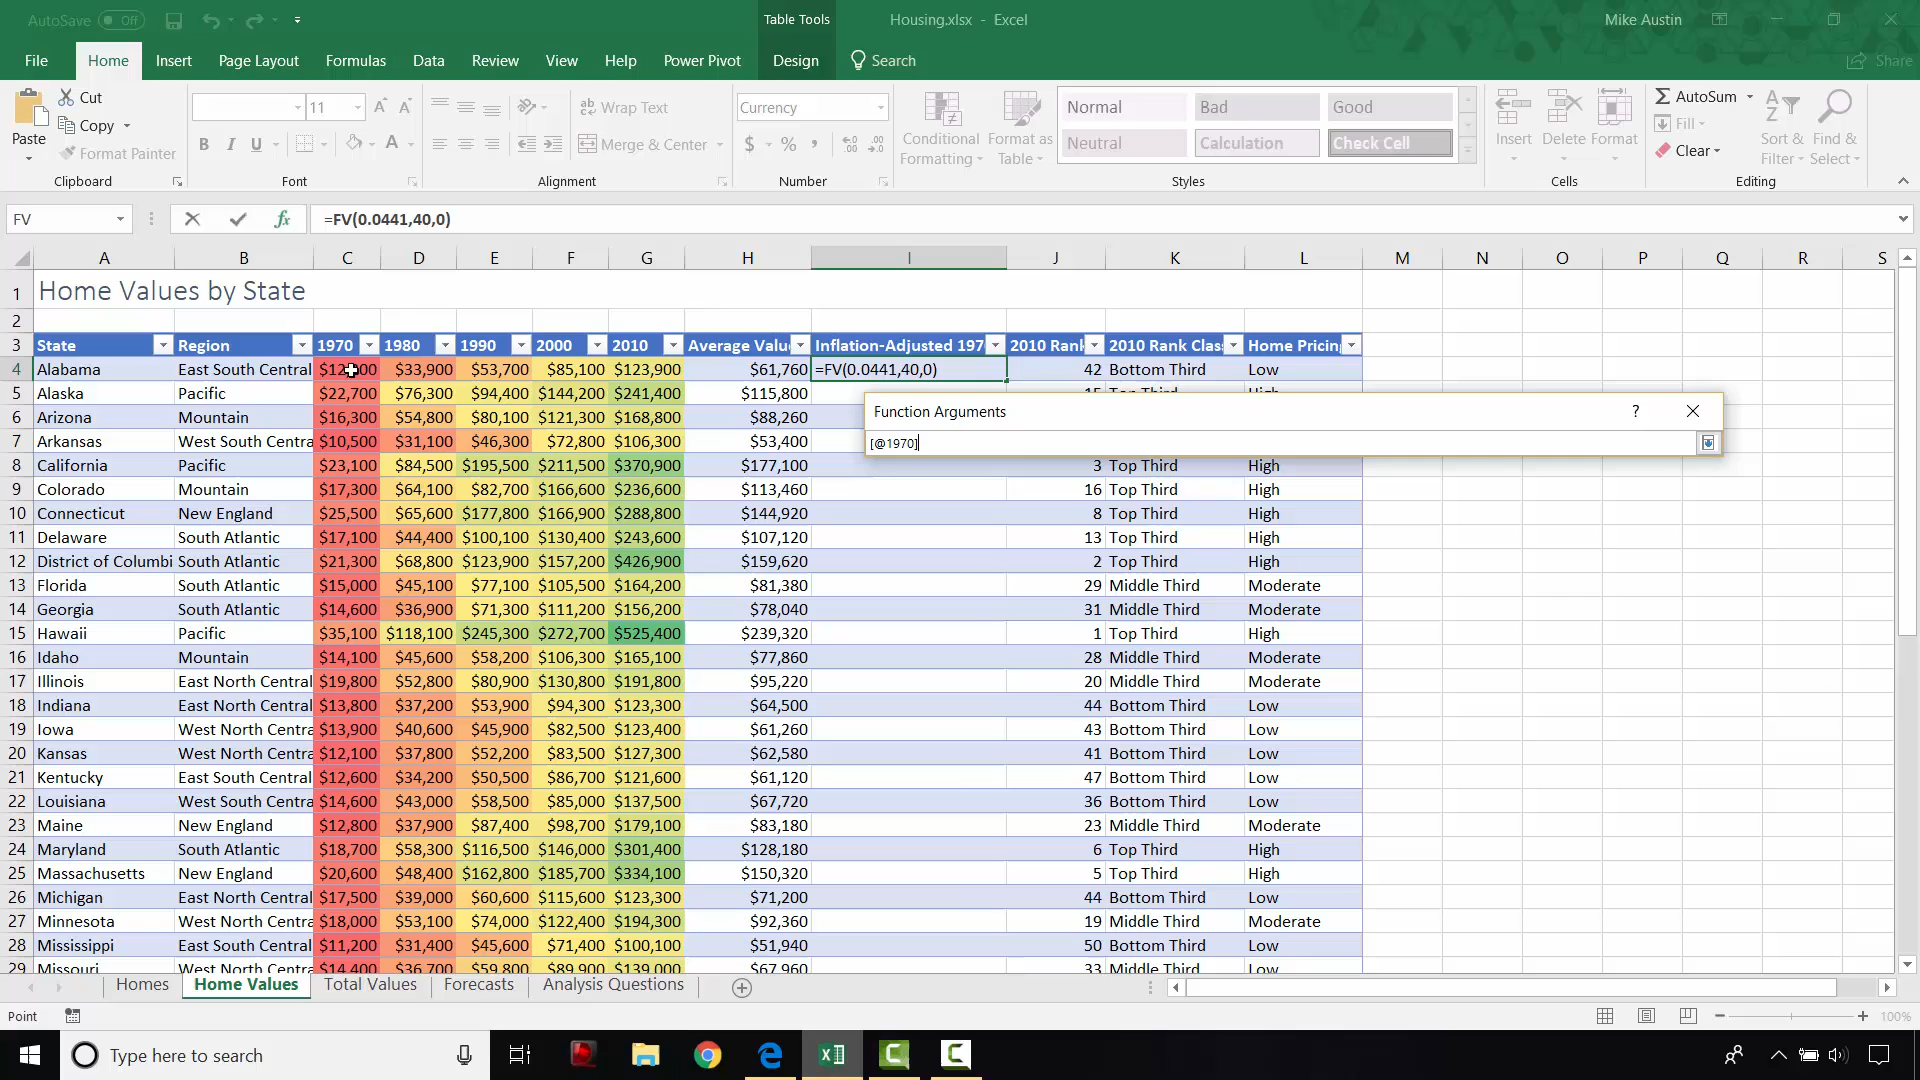 AutoSave Off Table Tools Housing.xlsx - Excel Mike Austin
File Home Insert Page Layout Formulas Data Review View Help Power Pivot Design Search Share
Paste Cut Copy Format Painter
11 B I U A A A
Wrap Text Merge & Center
Currency $ %
Conditional Formatting Format as Table
Normal Bad Good
Neutral Calculation Check Cell
Insert Delete Format
AutoSum Fill Clear Sort & Filter Find & Select
Clipboard Font Alignment Number Styles Cells Editing
FV fx =FV(0.0441,40,0)
A B C D E F G H I J K L M N O P Q R S
1 Home Values by State
2
3 State Region 1970 1980 1990 2000 2010 Average Inflation-Adjusted 2010 2010 Rank Home
4 Alabama East South Central $33,900 $53,700 $85,100 $123,900 $61,760 =FV(0.0441,40,0) 42 Bottom Third Low
5 Alaska Pacific $22,700 $76,300 $94,400 $144,200 $241,400 $115,800
6 Arizona Mountain $16,300 $54,800 $80,100 $121,300 $168,800 $88,260
7 Arkansas West South $10,500 $31,100 $46,300 $72,800 $106,300 $53,400
Function Arguments ?
[@1970]
8 California Pacific $23,100 $84,500 $195,500 $211,500 $370,900 $177,100 3 Top Third High
9 Colorado Mountain $17,300 $64,100 $82,700 $166,600 $236,600 $113,460 16 Top Third High
10 Connecticut New England $25,500 $65,600 $177,800 $166,900 $288,800 $144,920 8 Top Third High
11 Delaware South Atlantic $17,100 $44,400 $100,100 $130,400 $243,600 $107,120 13 Top Third High
12 District of Columbi South Atlantic $21,300 $68,800 $123,900 $157,200 $426,900 $159,620 2 Top Third High
13 Florida South Atlantic $15,000 $45,100 $77,100 $105,500 $164,200 $81,380 29 Middle Third Moderate
14 Georgia South Atlantic $14,600 $36,900 $71,300 $111,200 $156,200 $78,040 31 Middle Third Moderate
15 Hawaii Pacific $35,100 $118,100 $245,300 $272,700 $525,400 $239,320 1 Top Third High
16 Idaho Mountain $14,100 $45,600 $58,200 $106,300 $165,100 $77,860 28 Middle Third Moderate
17 Illinois East North Central $19,800 $52,800 $80,900 $130,800 $191,800 $95,220 20 Middle Third Moderate
18 Indiana East North Central $13,800 $37,200 $53,900 $94,300 $123,300 $64,500 44 Bottom Third Low
19 Iowa West North Centra $13,900 $40,600 $45,900 $82,500 $123,400 $61,260 43 Bottom Third Low
20 Kansas West North Centra $12,100 $37,800 $52,200 $83,500 $127,300 $62,580 41 Bottom Third Low
21 Kentucky East South Central $12,600 $34,200 $50,500 $86,700 $121,600 $61,120 47 Bottom Third Low
22 Louisiana West South Centra $14,600 $43,000 $58,500 $85,000 $137,500 $67,720 36 Bottom Third Low
23 Maine New England $12,800 $37,900 $87,400 $98,700 $179,100 $83,180 23 Middle Third Moderate
24 Maryland South Atlantic $18,700 $58,300 $116,500 $146,000 $301,400 $128,180 6 Top Third High
25 Massachusetts New England $20,600 $48,400 $162,800 $185,700 $334,100 $150,320 5 Top Third High
26 Michigan East North Central $17,500 $39,000 $60,600 $115,600 $123,300 $71,200 44 Bottom Third Low
27 Minnesota West North Centra $18,000 $53,100 $74,000 $122,400 $194,300 $92,360 19 Middle Third Moderate
28 Mississippi East South Central $11,200 $31,400 $45,600 $71,400 $100,100 $51,940 50 Bottom Third Low
29 Missouri West North Centra $14,400 $36,700 $59,800 $89,900 $139,000 $67,960 33 Middle Third Low
Homes Home Values Total Values Forecasts Analysis Questions
Point 100%
Type here to search